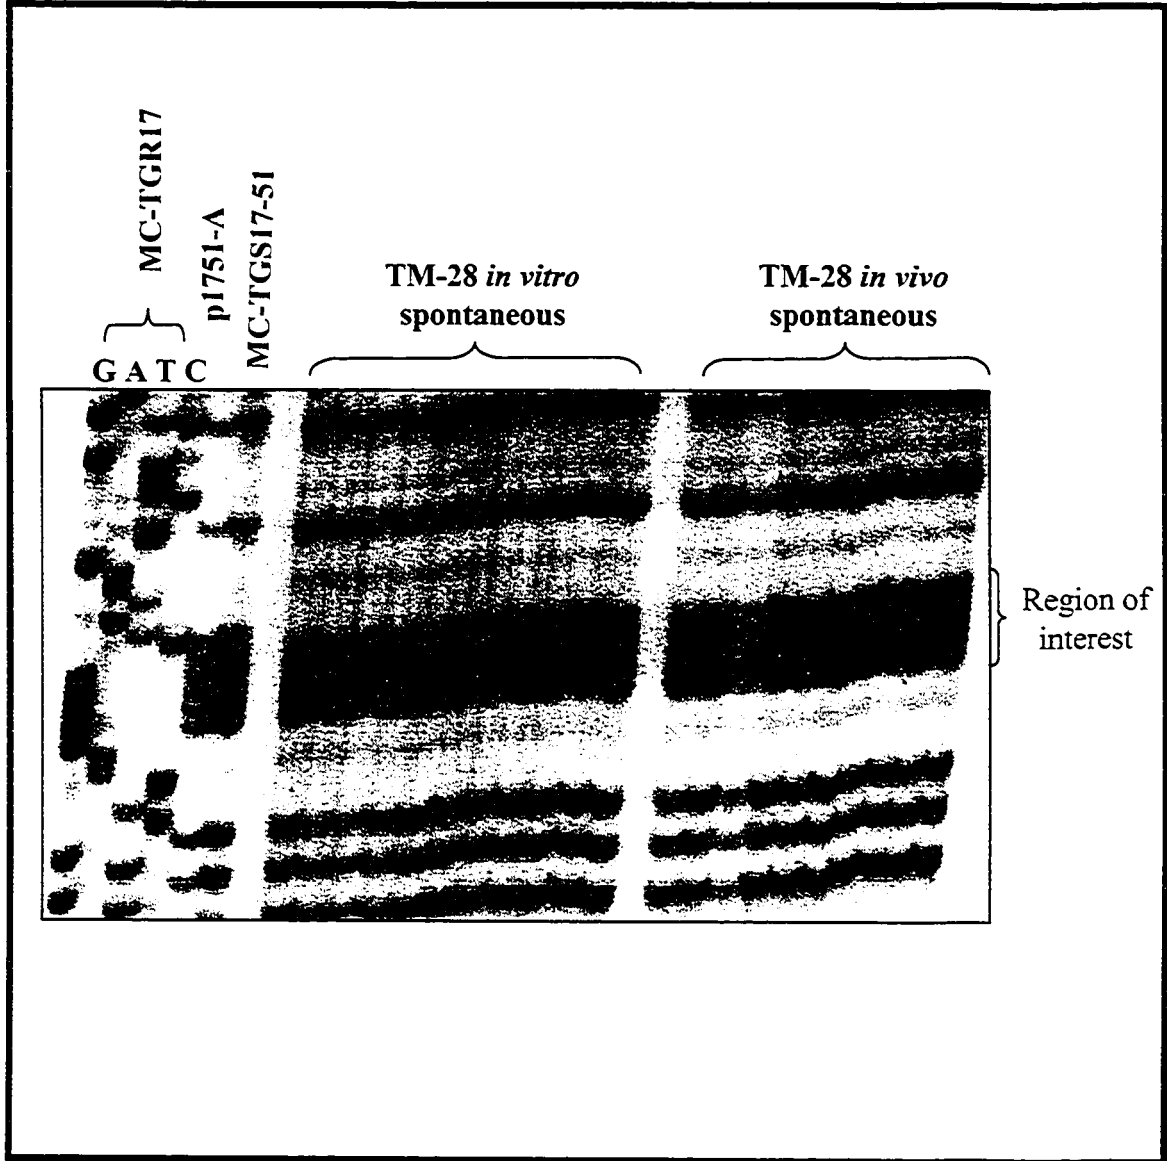 MC-TGR17
p1751-A
MC-TGS17-51
TM-28 in vitro
spontaneous
TM-28 in vivo
spontaneous
G A T C
Region of
interest